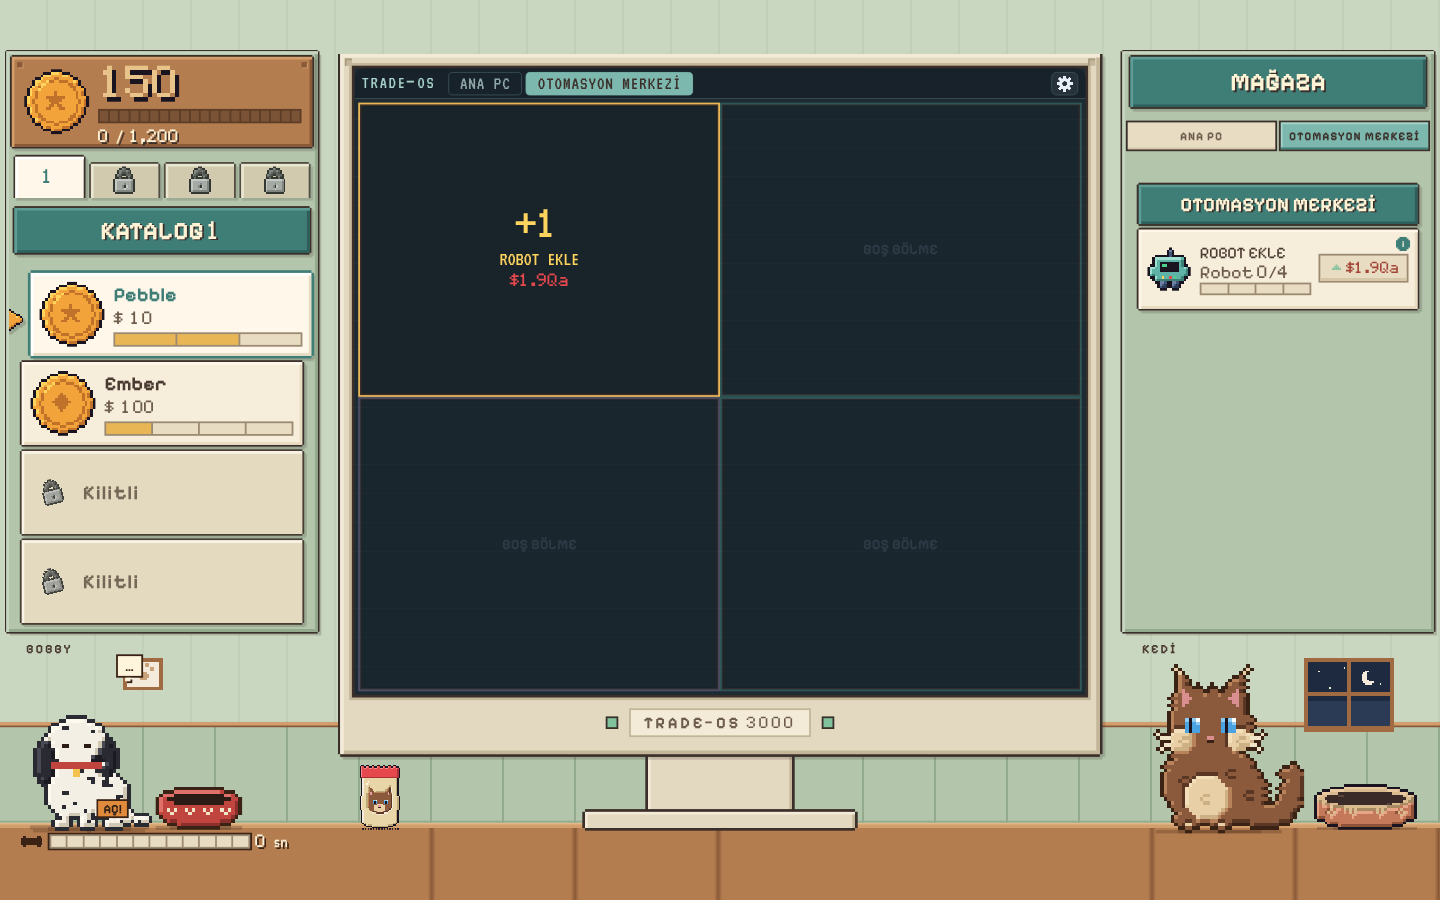 150
0 / 1,200
1
KATALOG 1
Pebble
$ 10
Ember
$ 100
Kilitli
Kilitli
BOBBY
...
AÇ!
0 sn
TRADE-OS
ANA PC
OTOMASYON MERKEZİ
+1
ROBOT EKLE
$1.9Qa
BOŞ BÖLME
BOŞ BÖLME
BOŞ BÖLME
TRADE-OS 3000
MAĞAZA
ANA PC
OTOMASYON MERKEZİ
OTOMASYON MERKEZİ
ROBOT EKLE
Robot 0/4
$1.9Qa
i
KEDİ